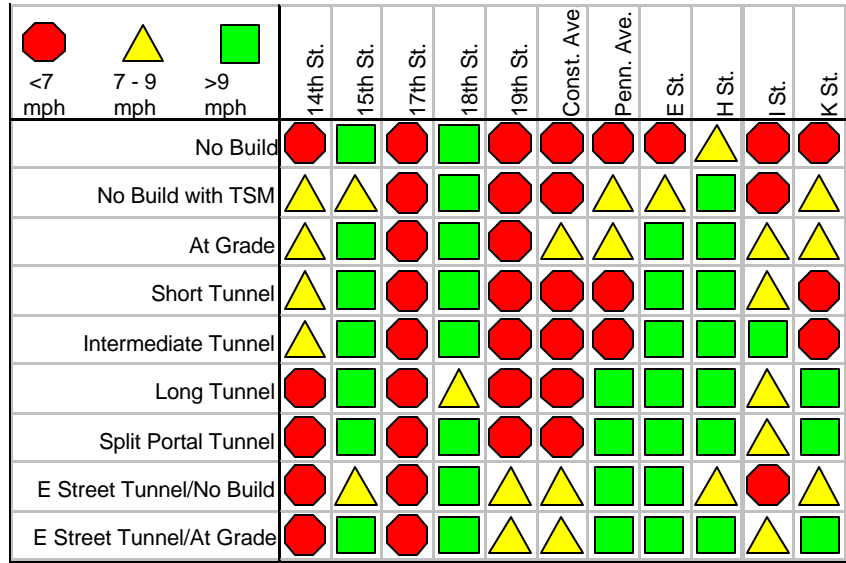 <7 7 - 9 >9
mph mph mph
14th St. 15th St. 17th St. 18th St. 19th St. Const. Ave Penn. Ave. E St. H St. I St. K St.
No Build
No Build with TSM
At Grade
Short Tunnel
Intermediate Tunnel
Long Tunnel
Split Portal Tunnel
E Street Tunnel/No Build
E Street Tunnel/At Grade